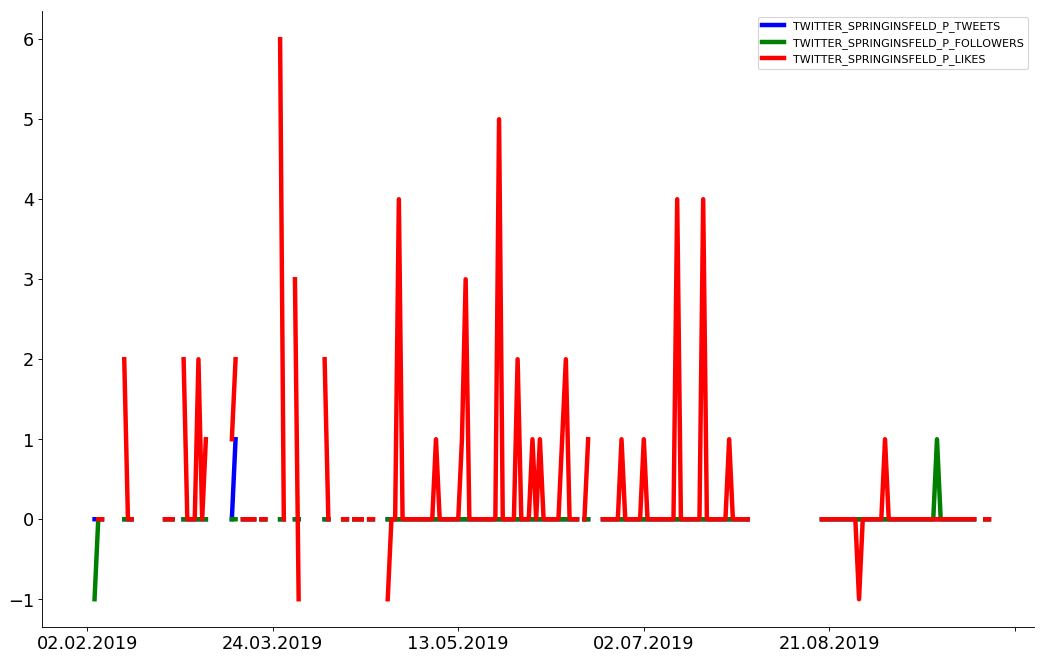 TWITTER_SPRINGINSFELD_P_TWEETS
TWITTER_SPRINGINSFELD_P_FOLLOWERS
TWITTER_SPRINGINSFELD_P_LIKES
6
5
4
3
2
1
0
−1
02.02.2019 24.03.2019 13.05.2019 02.07.2019 21.08.2019